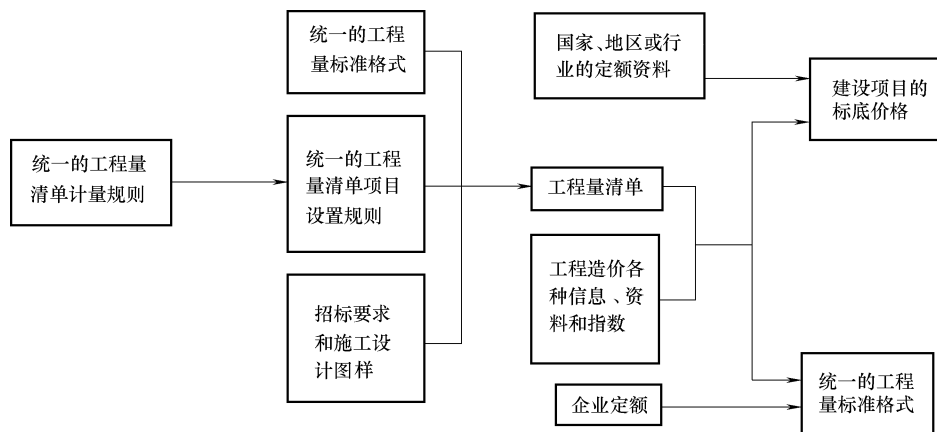 统一的工程
量标准格式
国家、地区或行
业的定额资料
建设项目的
标底价格
统一的工程量
清单计量规则
统一的工程
量清单项目
设置规则
工程量清单
工程造价各
种信息、资
料和指数
招标要求
和施工设
计图样
企业定额
统一的工程
量标准格式